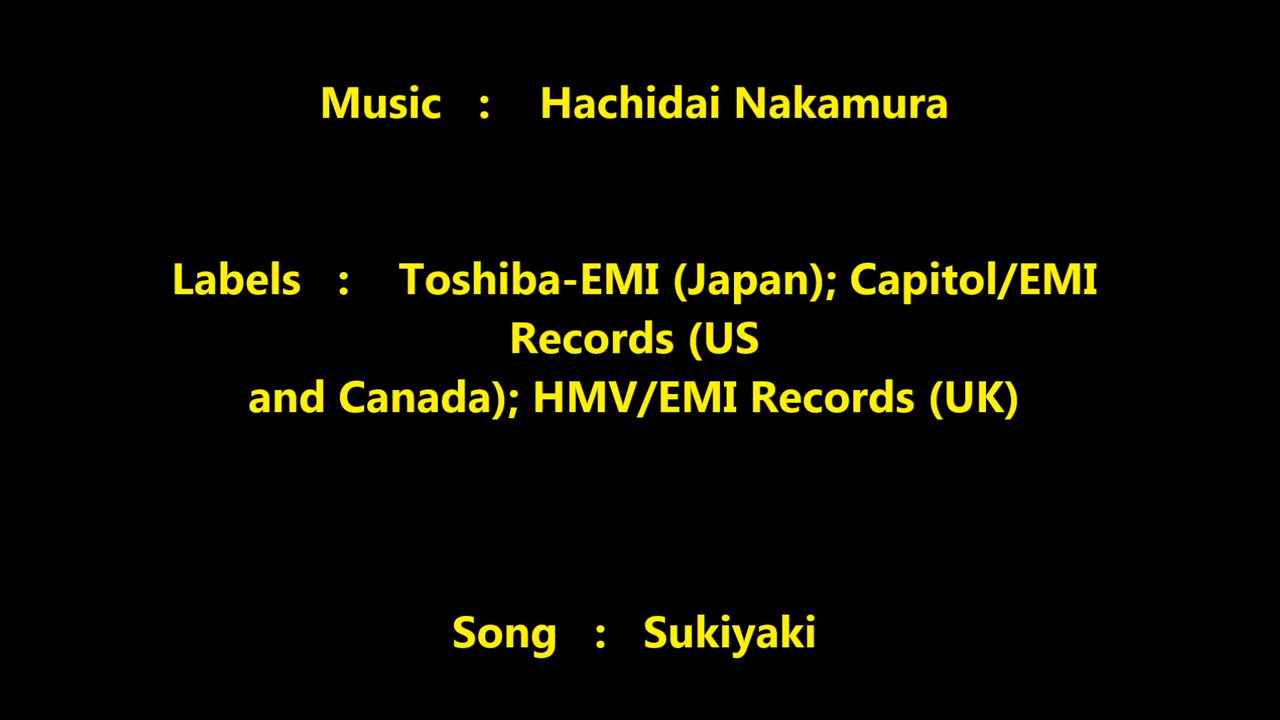 Music : Hachidai Nakamura
Labels : Toshiba-EMI (Japan); Capitol/EMI
Records (US
and Canada); HMV/EMI Records (UK)
Song : Sukiyaki